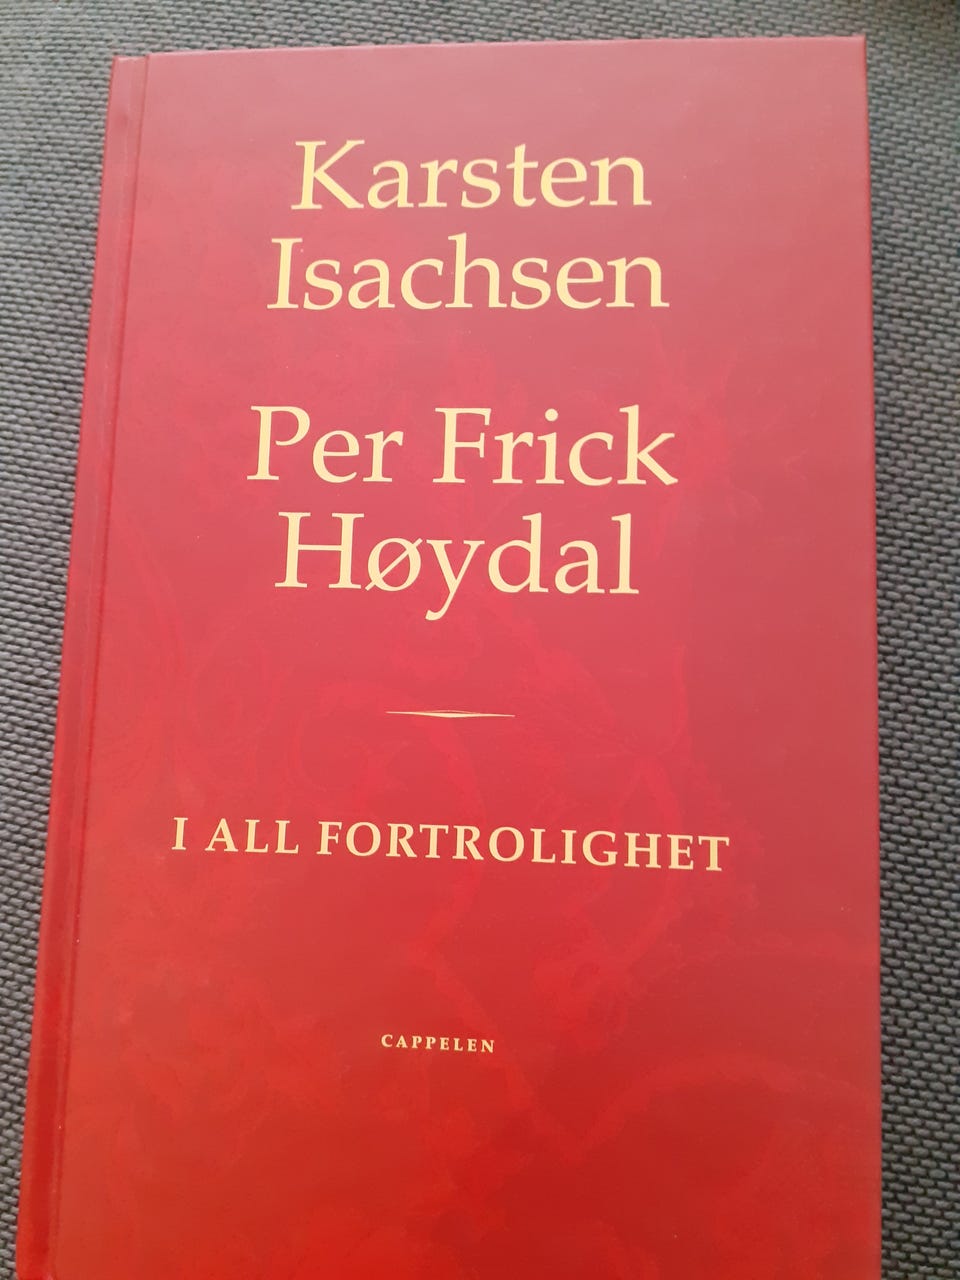 Karsten
Isachsen
Per Frick
Høydal
I ALL FORTROLIGHET
CAPPELEN